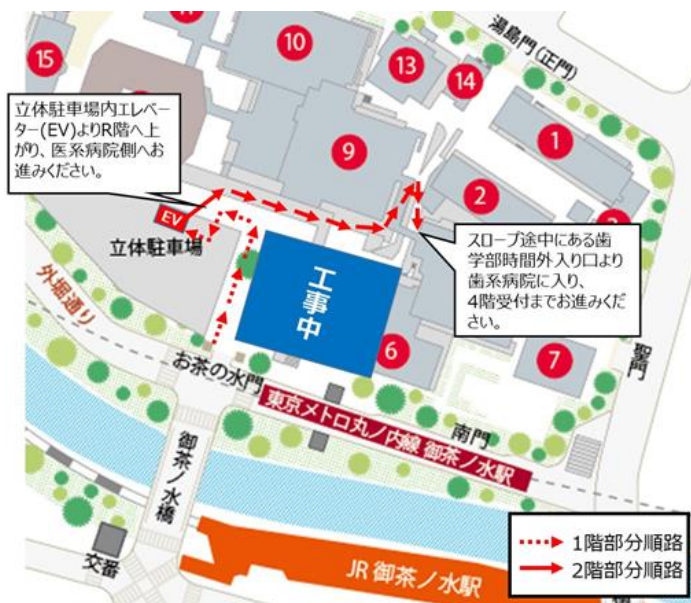 湯島門(正門)
10
13
15
14
立体駐車場内エレベー
ター(EV)よりR階へ上
がり、医系病院側へお
進みください。
1
9
2
EV
立体駐車場
スロープ途中にある歯
学部時間外入り口より
歯系病院に入り、
4階受付までお進みくだ
さい。
外堀通り
工事中
6
7
聖門
お茶の水門
東京メトロ丸ノ内線 御茶ノ水駅
南門
御茶ノ水橋
交番
JR 御茶ノ水駅
1階部分順路
2階部分順路